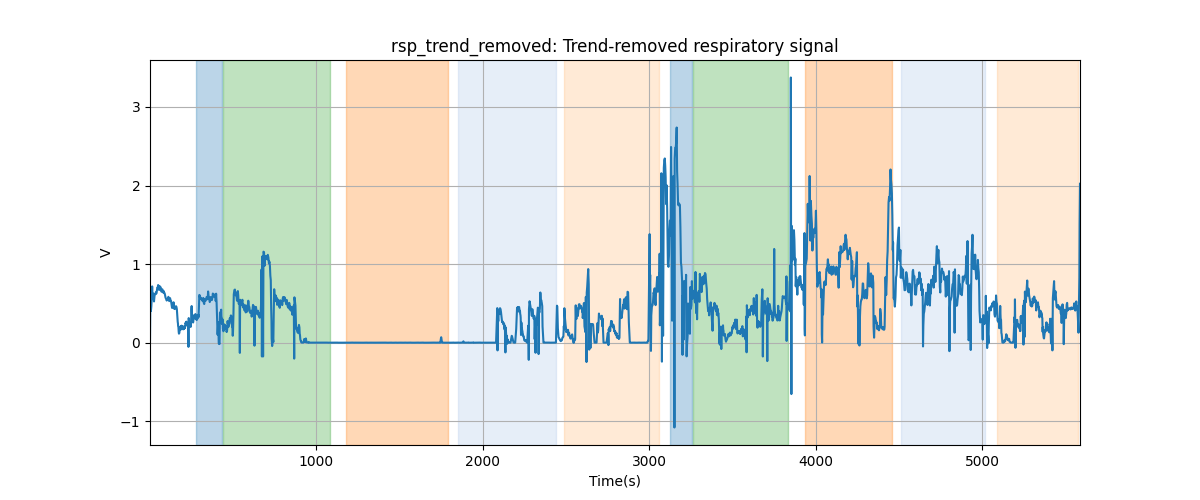 rsp_trend_removed: Trend-removed respiratory signal
3
2
1
0
−1
V
1000 2000 3000 4000 5000
Time(s)